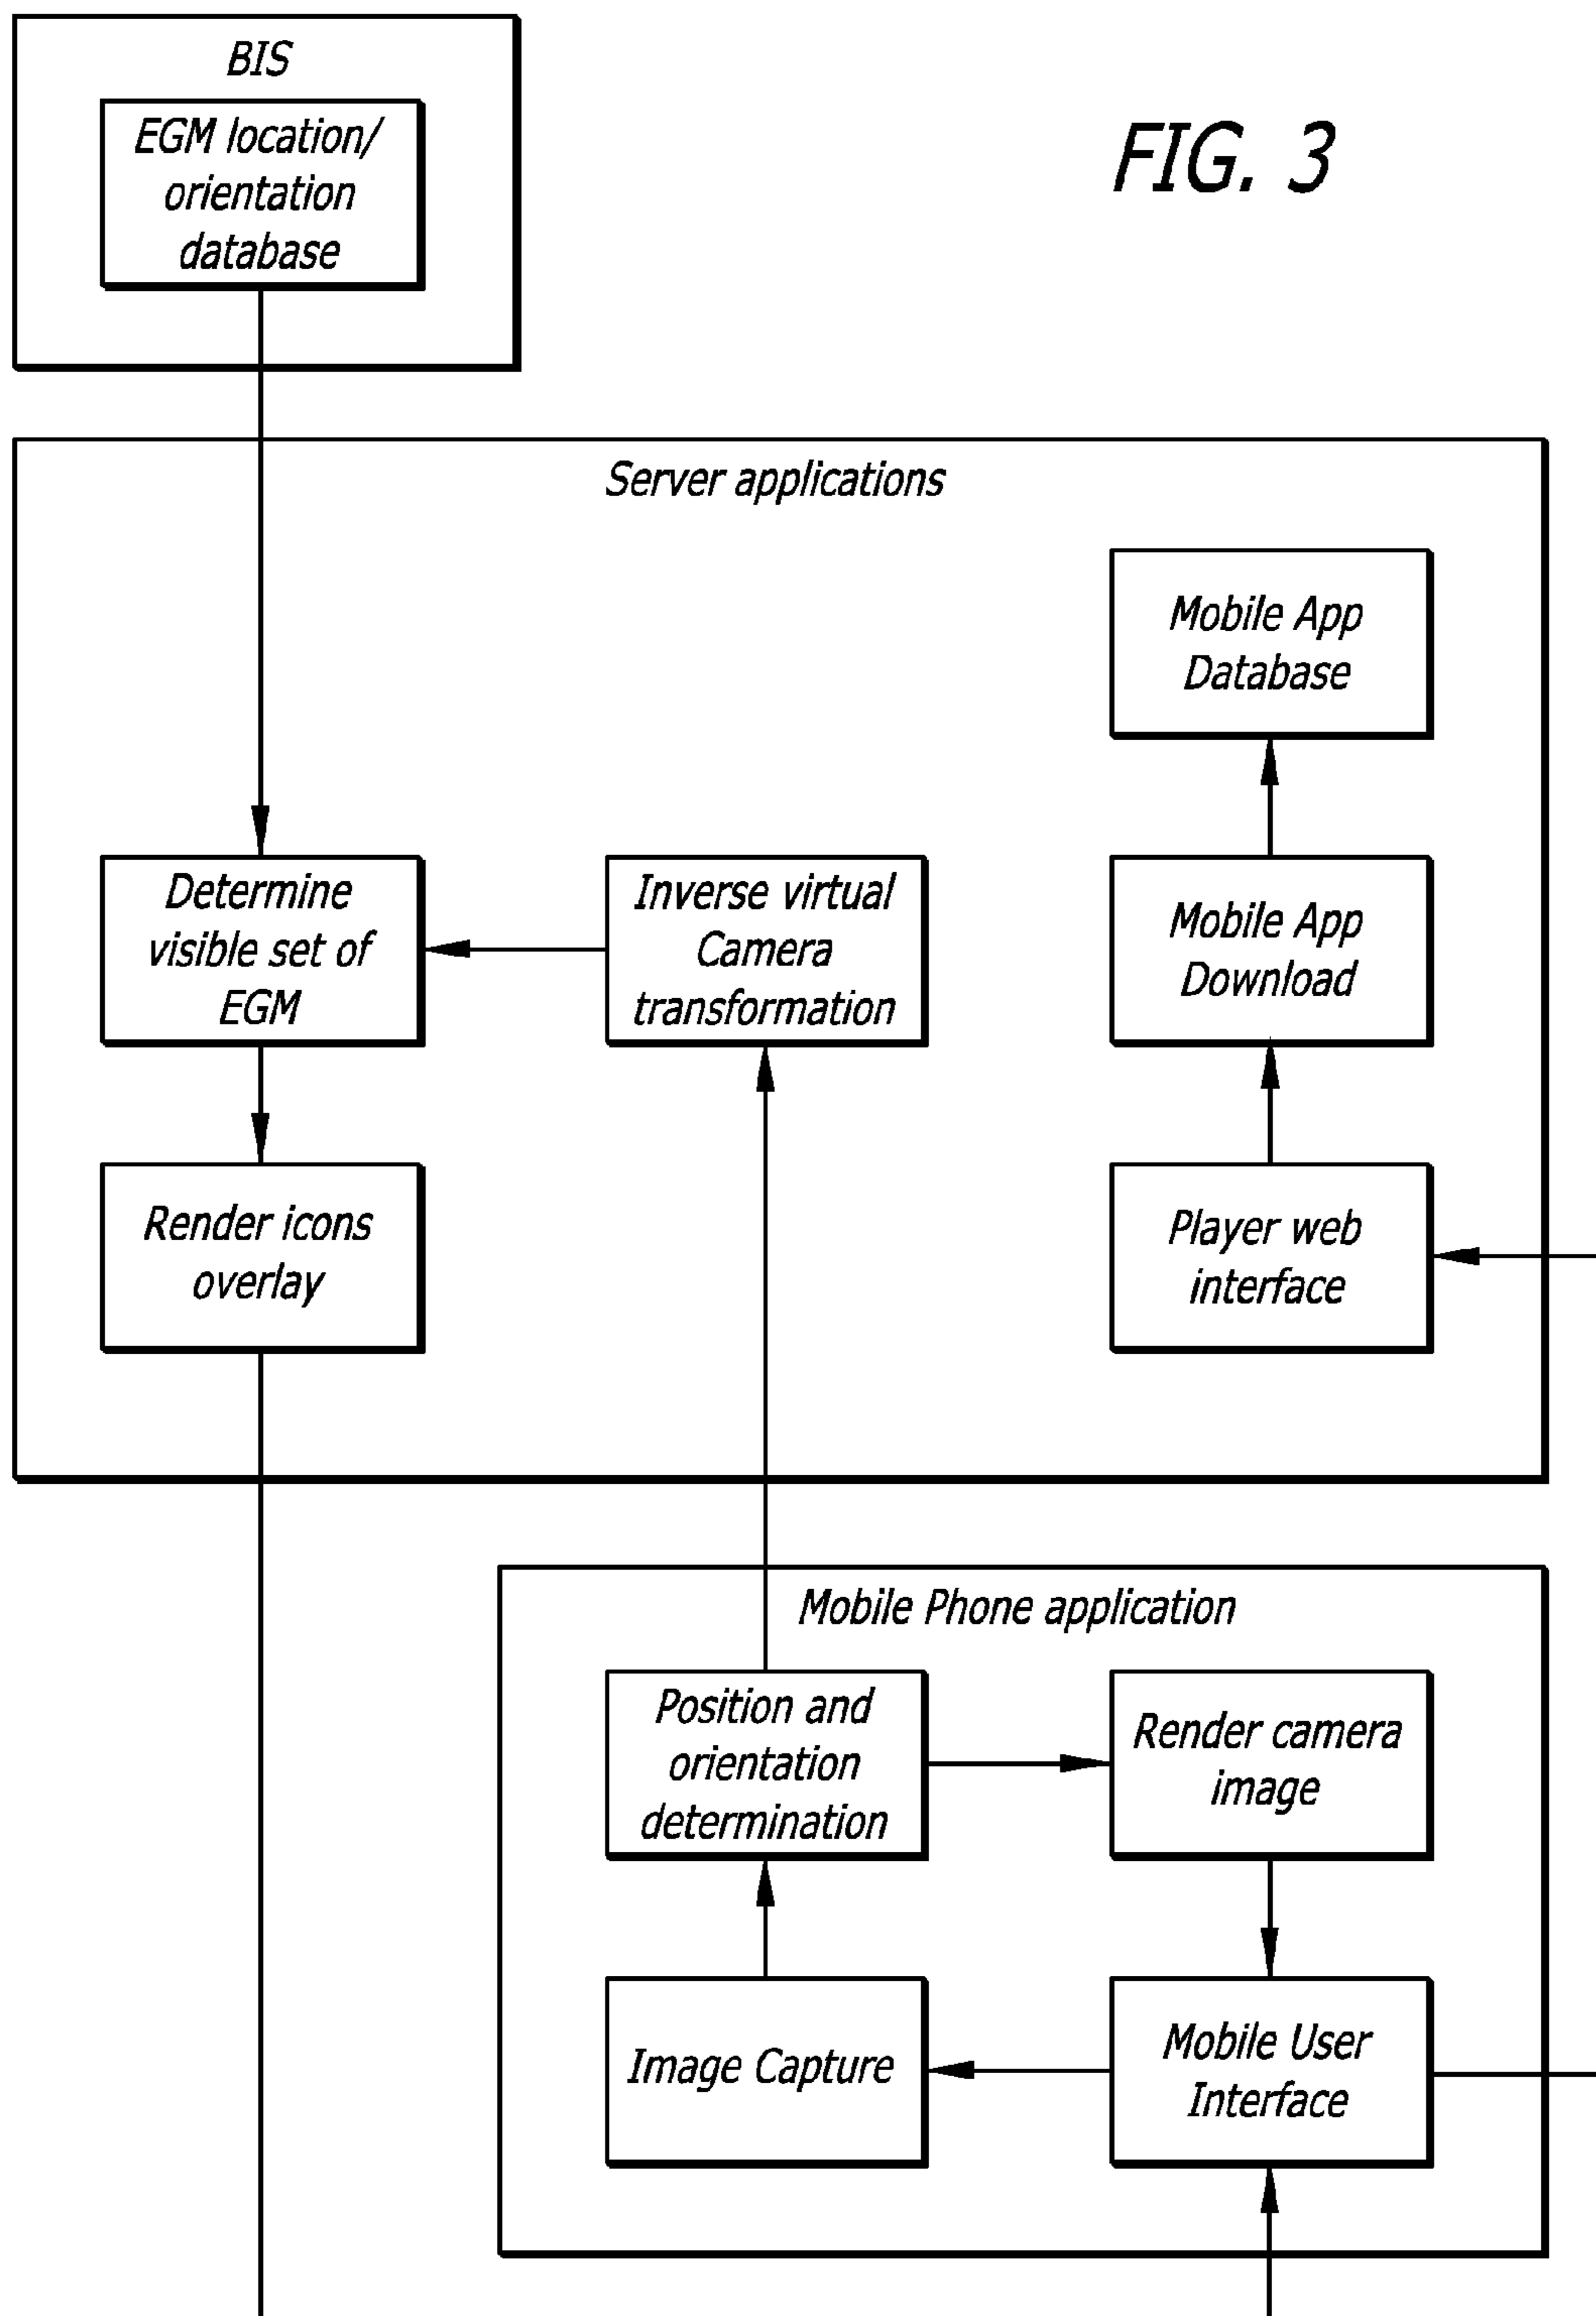 BIS
EGM location/
orientation
database
FIG. 3
Server applications
Mobile App
Database
Determine
visible set of
EGM
Inverse virtual
Camera
transformation
Mobile App
Download
Render icons
overlay
Player web
interface
Mobile Phone application
Position and
orientation
determination
Render camera
image
Image Capture
Mobile User
Interface